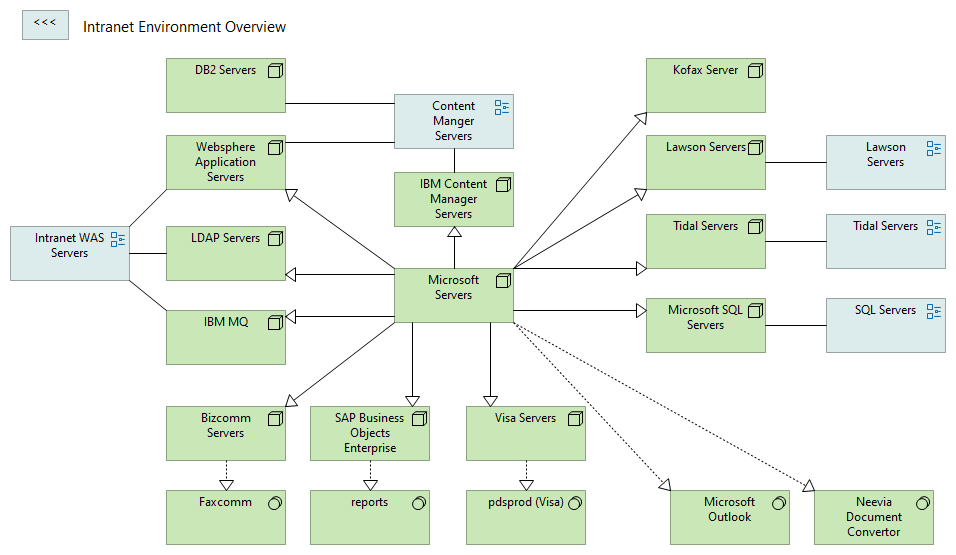 <<<
Intranet Environment Overview
DB2 Servers
Kofax Server
Content
Manger
Servers
Websphere
Application
Servers
Lawson Servers
Lawson
Servers
IBM Content
Manager
Servers
Intranet WAS
Servers
LDAP Servers
Tidal Servers
Tidal Servers
Microsoft
Servers
IBM MQ
Microsoft SQL
Servers
SQL Servers
Bizcomm
Servers
SAP Business
Objects
Enterprise
Visa Servers
Faxcomm
reports
pdsprod (Visa)
Microsoft
Outlook
Neevia
Document
Convertor